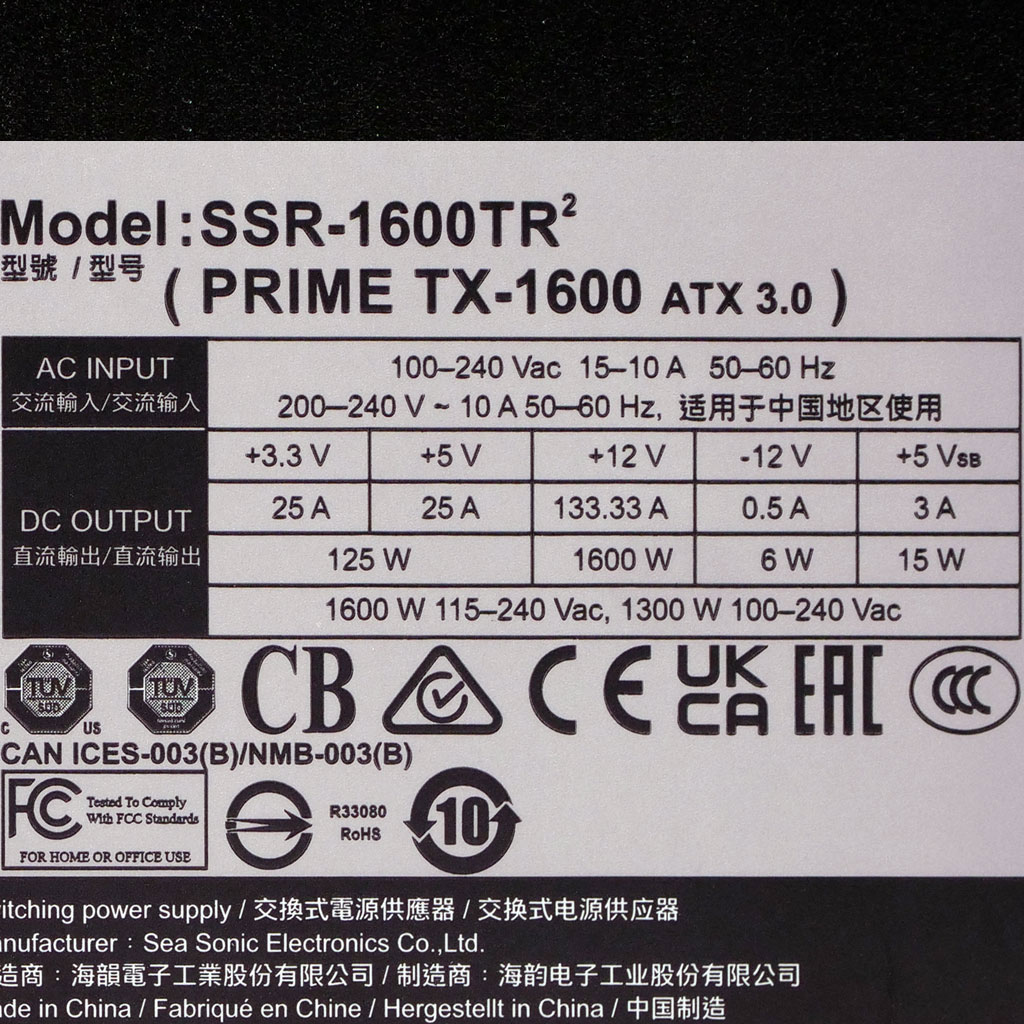 Model:SSR-1600TR²
型號 / 型号
( PRIME TX-1600 ATX 3.0 )
AC INPUT
交流輸入/交流输入
100–240 Vac 15–10 A 50–60 Hz
200–240 V ~ 10 A 50–60 Hz, 适用于中国地区使用
DC OUTPUT
直流輸出/直流输出
+3.3 V +5 V +12 V -12 V +5 VSB
25 A 25 A 133.33 A 0.5 A 3 A
125 W 1600 W 6 W 15 W
1600 W 115–240 Vac, 1300 W 100–240 Vac
C TÜV SÜD US TÜV SÜD CB CE UK CA EAC CCC
CAN ICES-003(B)/NMB-003(B)
FC Tested To Comply
With FCC Standards
FOR HOME OR OFFICE USE
R33080
RoHS
10
itching power supply / 交換式電源供應器 / 交换式电源供应器
anufacturer : Sea Sonic Electronics Co.,Ltd.
造商 : 海韻電子工業股份有限公司 / 制造商 : 海韵电子工业股份有限公司
de in China / Fabriqué en Chine / Hergestellt in China / 中国制造